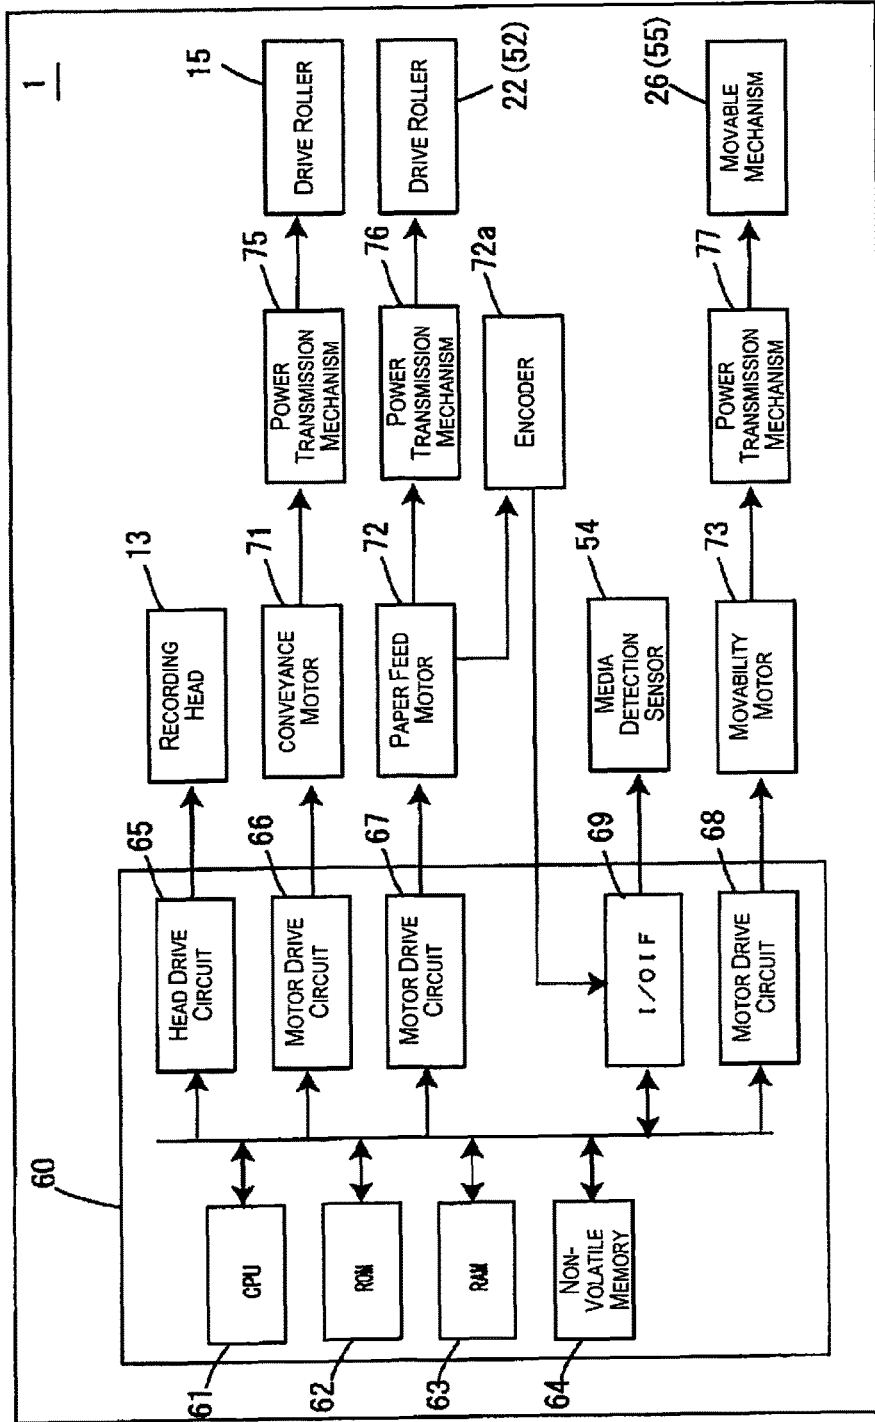 1
60
61
CPU
62
ROM
63
RAM
64
NON-
VOLATILE
MEMORY
65
HEAD DRIVE
CIRCUIT
13
RECORDING
HEAD
66
MOTOR DRIVE
CIRCUIT
71
CONVEYANCE
MOTOR
75
POWER
TRANSMISSION
MECHANISM
15
DRIVE ROLLER
67
MOTOR DRIVE
CIRCUIT
72
PAPER FEED
MOTOR
76
POWER
TRANSMISSION
MECHANISM
22 (52)
DRIVE ROLLER
72a
ENCODER
69
I/OIF
54
MEDIA
DETECTION
SENSOR
68
MOTOR DRIVE
CIRCUIT
73
MOVABILITY
MOTOR
77
POWER
TRANSMISSION
MECHANISM
26 (55)
MOVABLE
MECHANISM